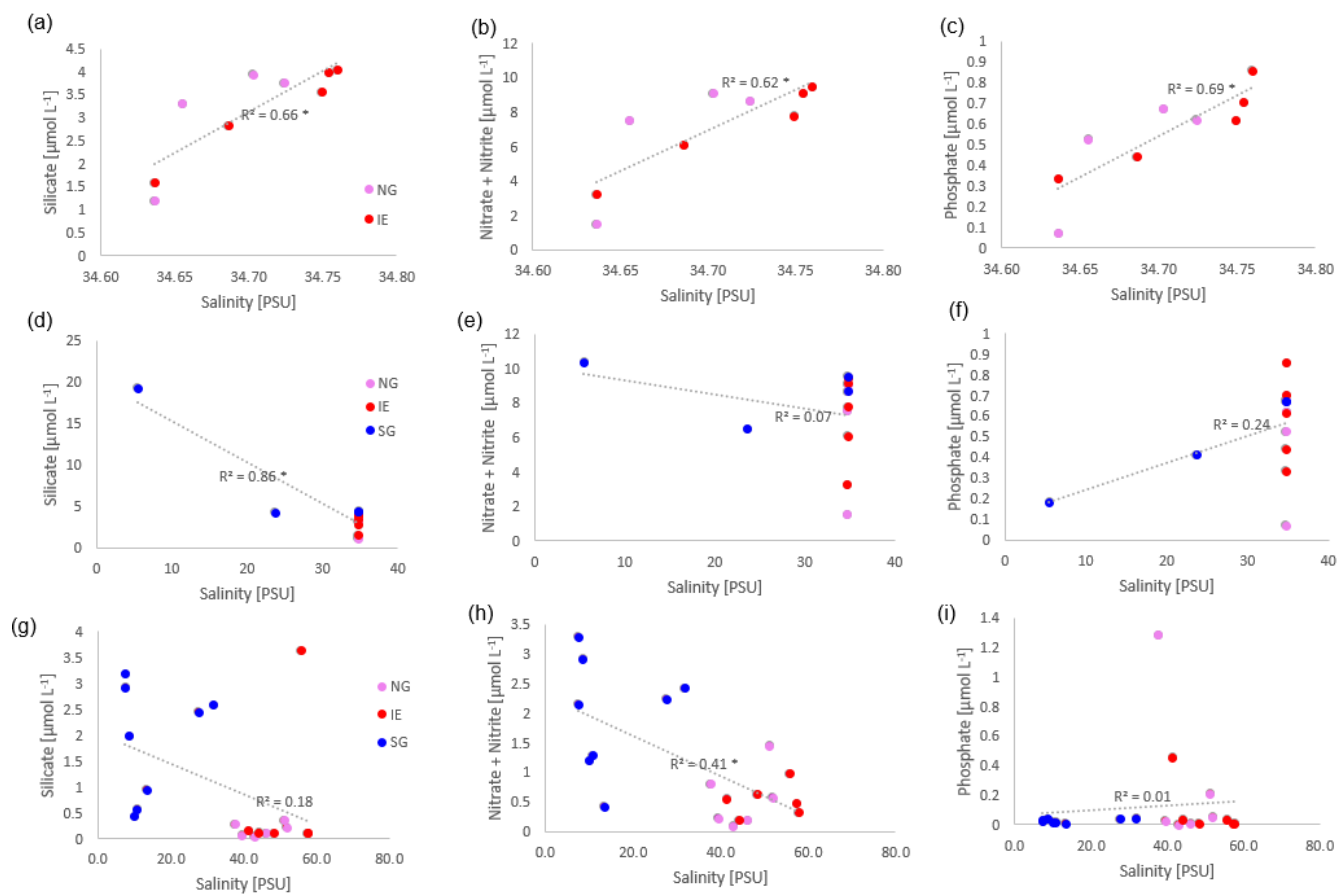 (a)
Silicate [µmol L⁻¹]
4.5
4
3.5
3
2.5
2
1.5
1
0.5
0
R² = 0.66 *
NG
IE
34.60
34.65
34.70
34.75
34.80
Salinity [PSU]
(b)
Nitrate + Nitrite [µmol L⁻¹]
12
10
8
6
4
2
0
R² = 0.62 *
34.60
34.65
34.70
34.75
34.80
Salinity [PSU]
(c)
Phosphate [µmol L⁻¹]
1
0.9
0.8
0.7
0.6
0.5
0.4
0.3
0.2
0.1
0
R² = 0.69 *
34.60
34.65
34.70
34.75
34.80
Salinity [PSU]
(d)
Silicate [µmol L⁻¹]
25
20
15
10
5
0
R² = 0.86 *
NG
IE
SG
0
10
20
30
40
Salinity [PSU]
(e)
Nitrate + Nitrite [µmol L⁻¹]
12
10
8
6
4
2
0
R² = 0.07
0
10
20
30
40
Salinity [PSU]
(f)
Phosphate [µmol L⁻¹]
1
0.9
0.8
0.7
0.6
0.5
0.4
0.3
0.2
0.1
0
R² = 0.24
0
10
20
30
40
Salinity [PSU]
(g)
Silicate [µmol L⁻¹]
4
3.5
3
2.5
2
1.5
1
0.5
0
R² = 0.18
NG
IE
SG
0.0
20.0
40.0
60.0
80.0
Salinity [PSU]
(h)
Nitrate + Nitrite [µmol L⁻¹]
3.5
3
2.5
2
1.5
1
0.5
0
R² = 0.41 *
0.0
20.0
40.0
60.0
80.0
Salinity [PSU]
(i)
Phosphate [µmol L⁻¹]
1.4
1.2
1
0.8
0.6
0.4
0.2
0
R² = 0.01
0.0
20.0
40.0
60.0
80.0
Salinity [PSU]